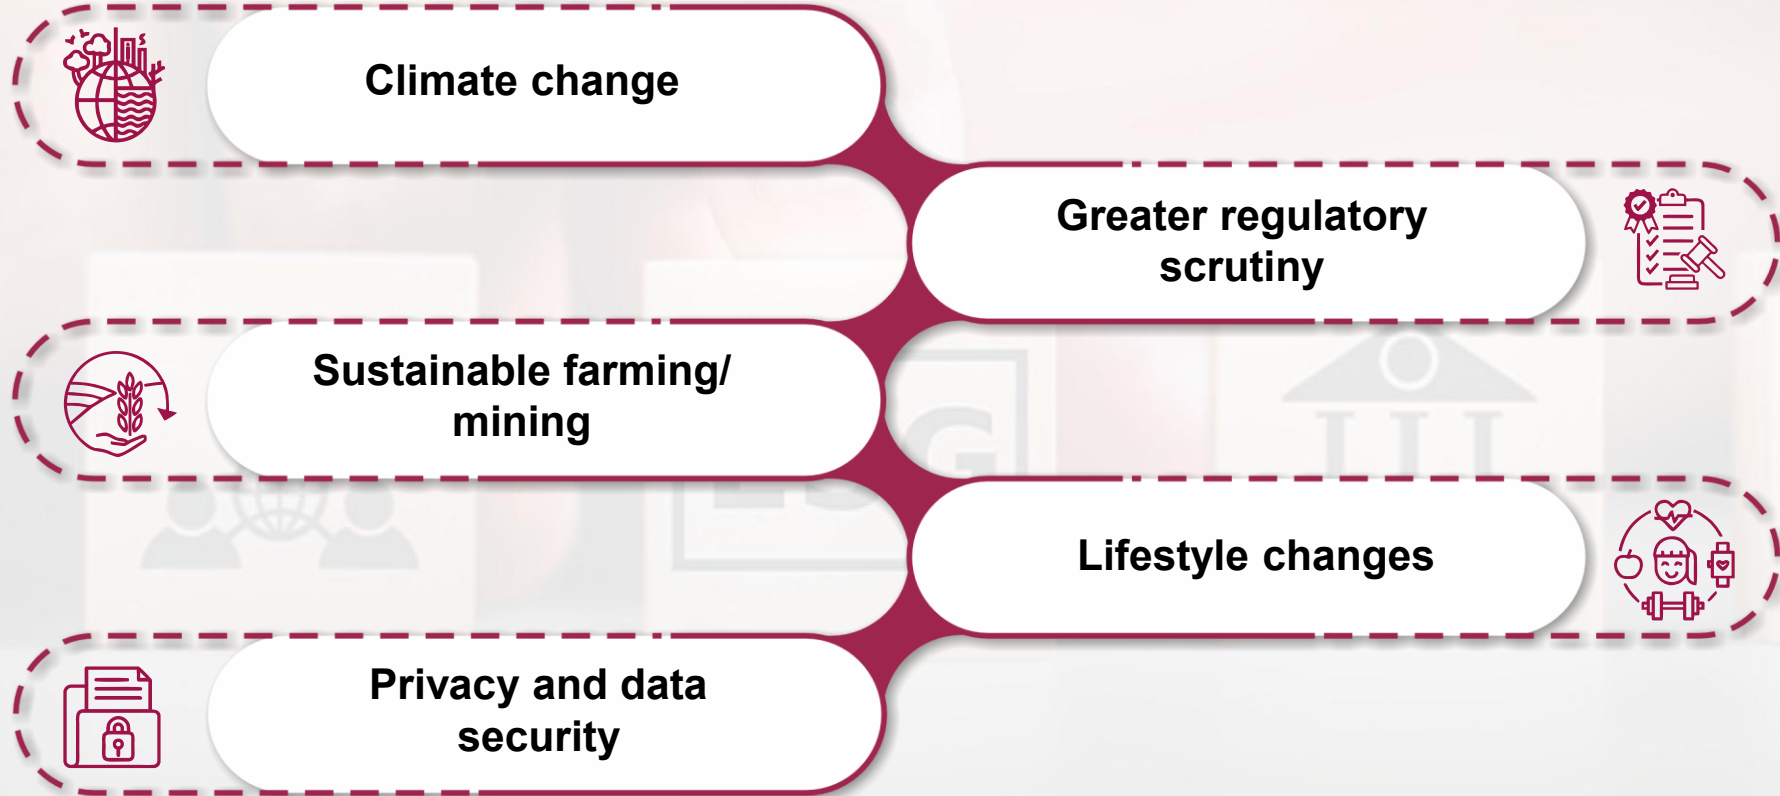 Climate change
Greater regulatory
scrutiny
Sustainable farming/
mining
Lifestyle changes
Privacy and data
security